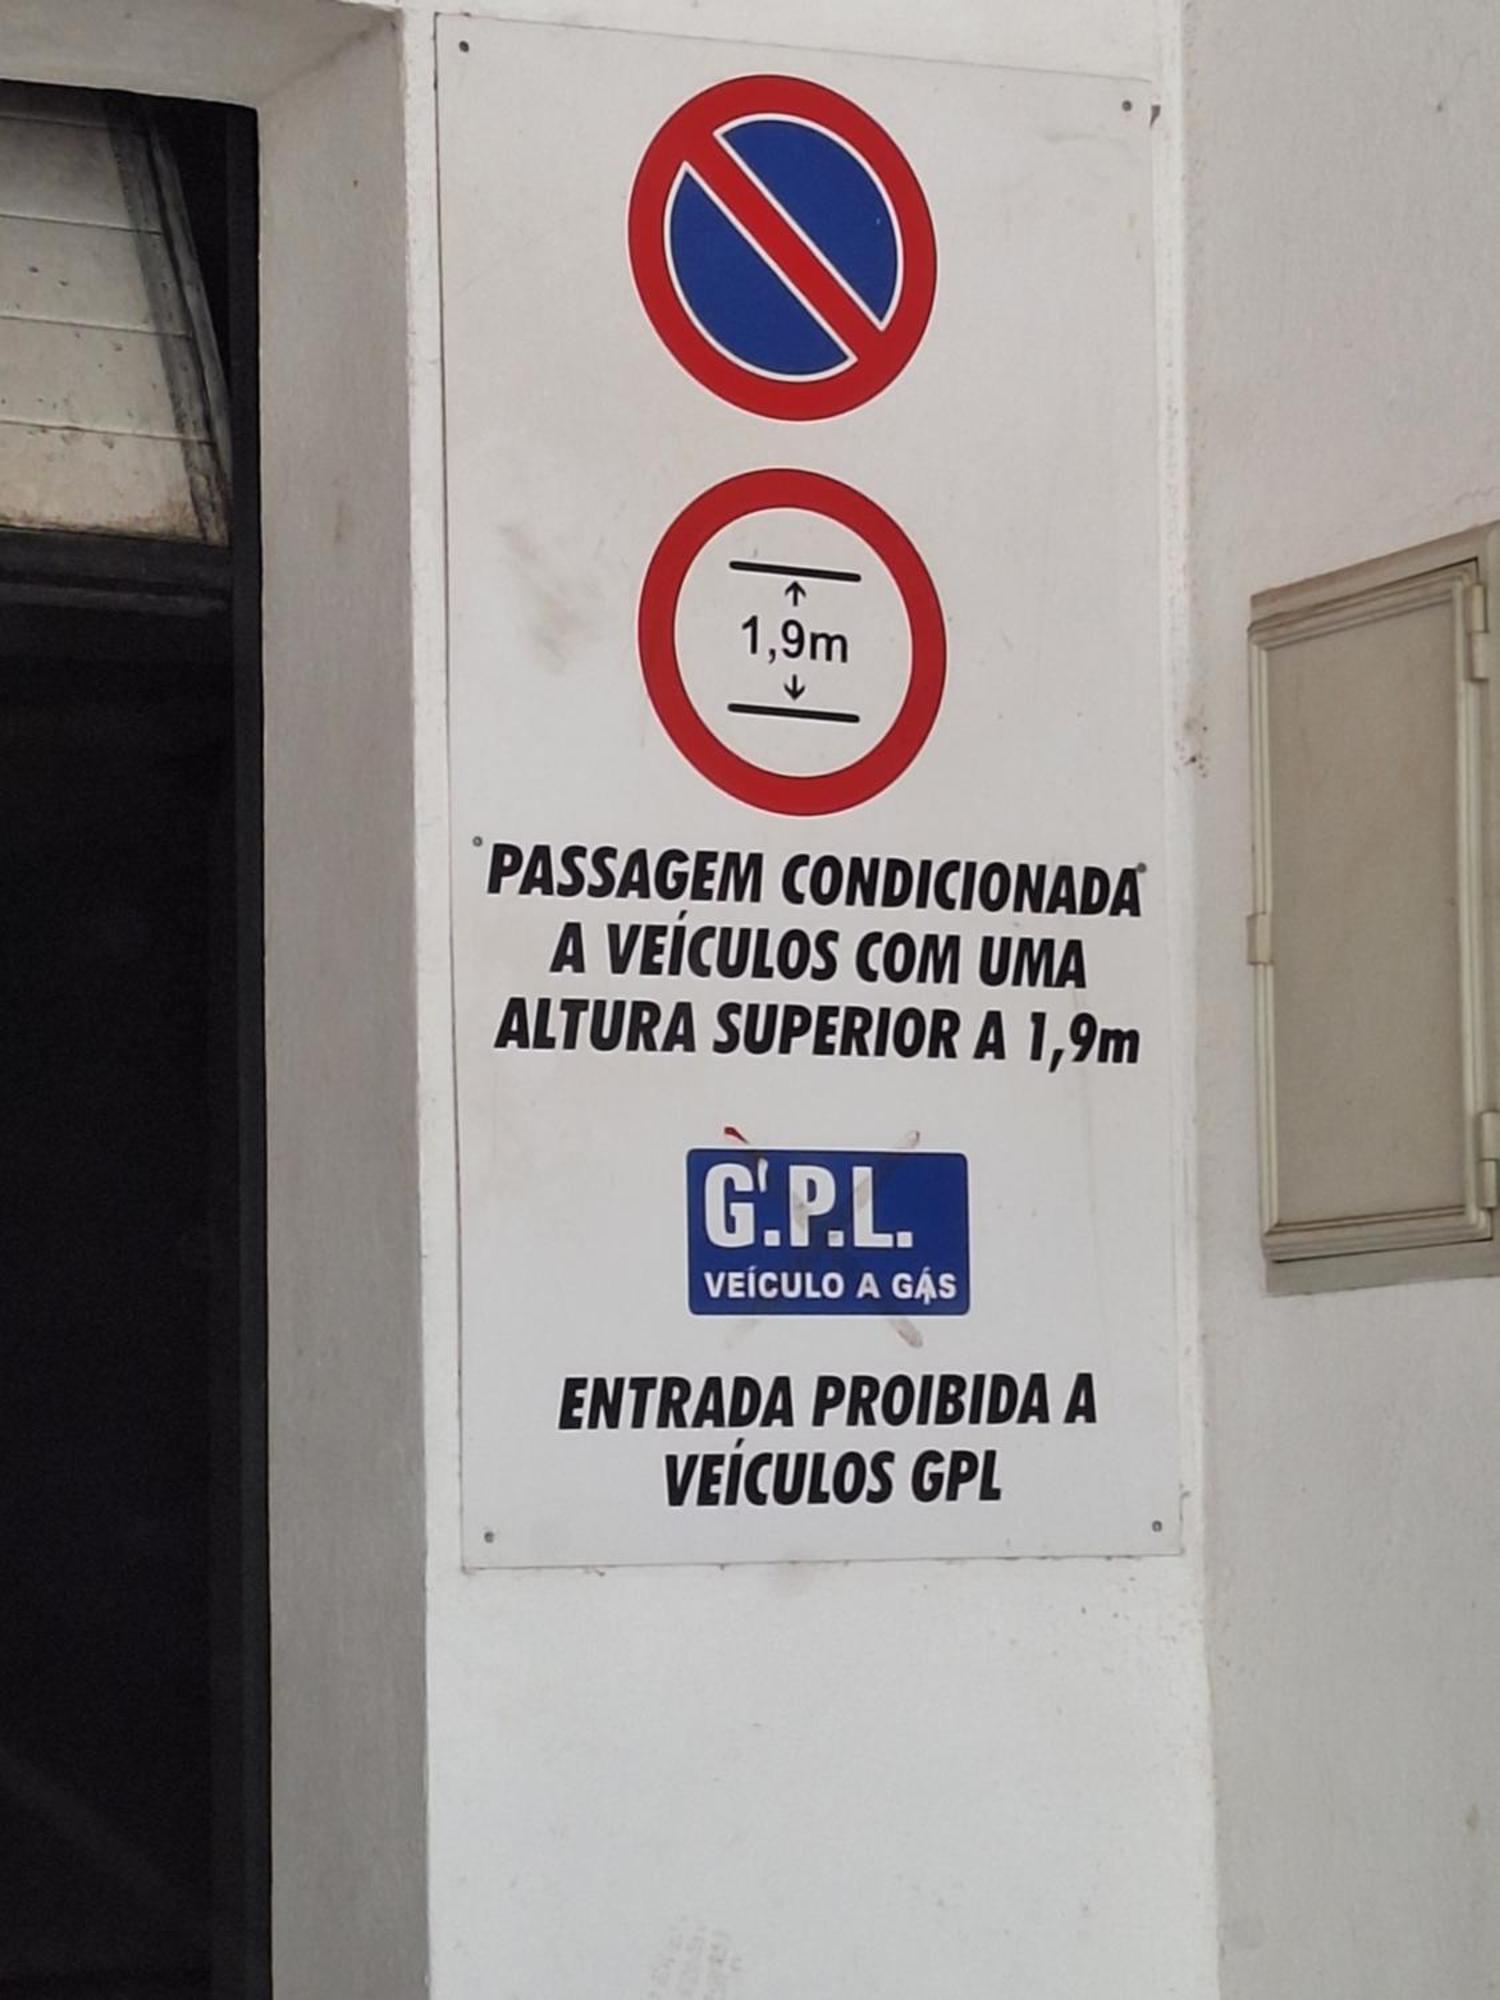 1,9m
PASSAGEM CONDICIONADA
A VEÍCULOS COM UMA
ALTURA SUPERIOR A 1,9m
G.P.L.
VEÍCULO A GÁS
ENTRADA PROIBIDA A
VEÍCULOS GPL